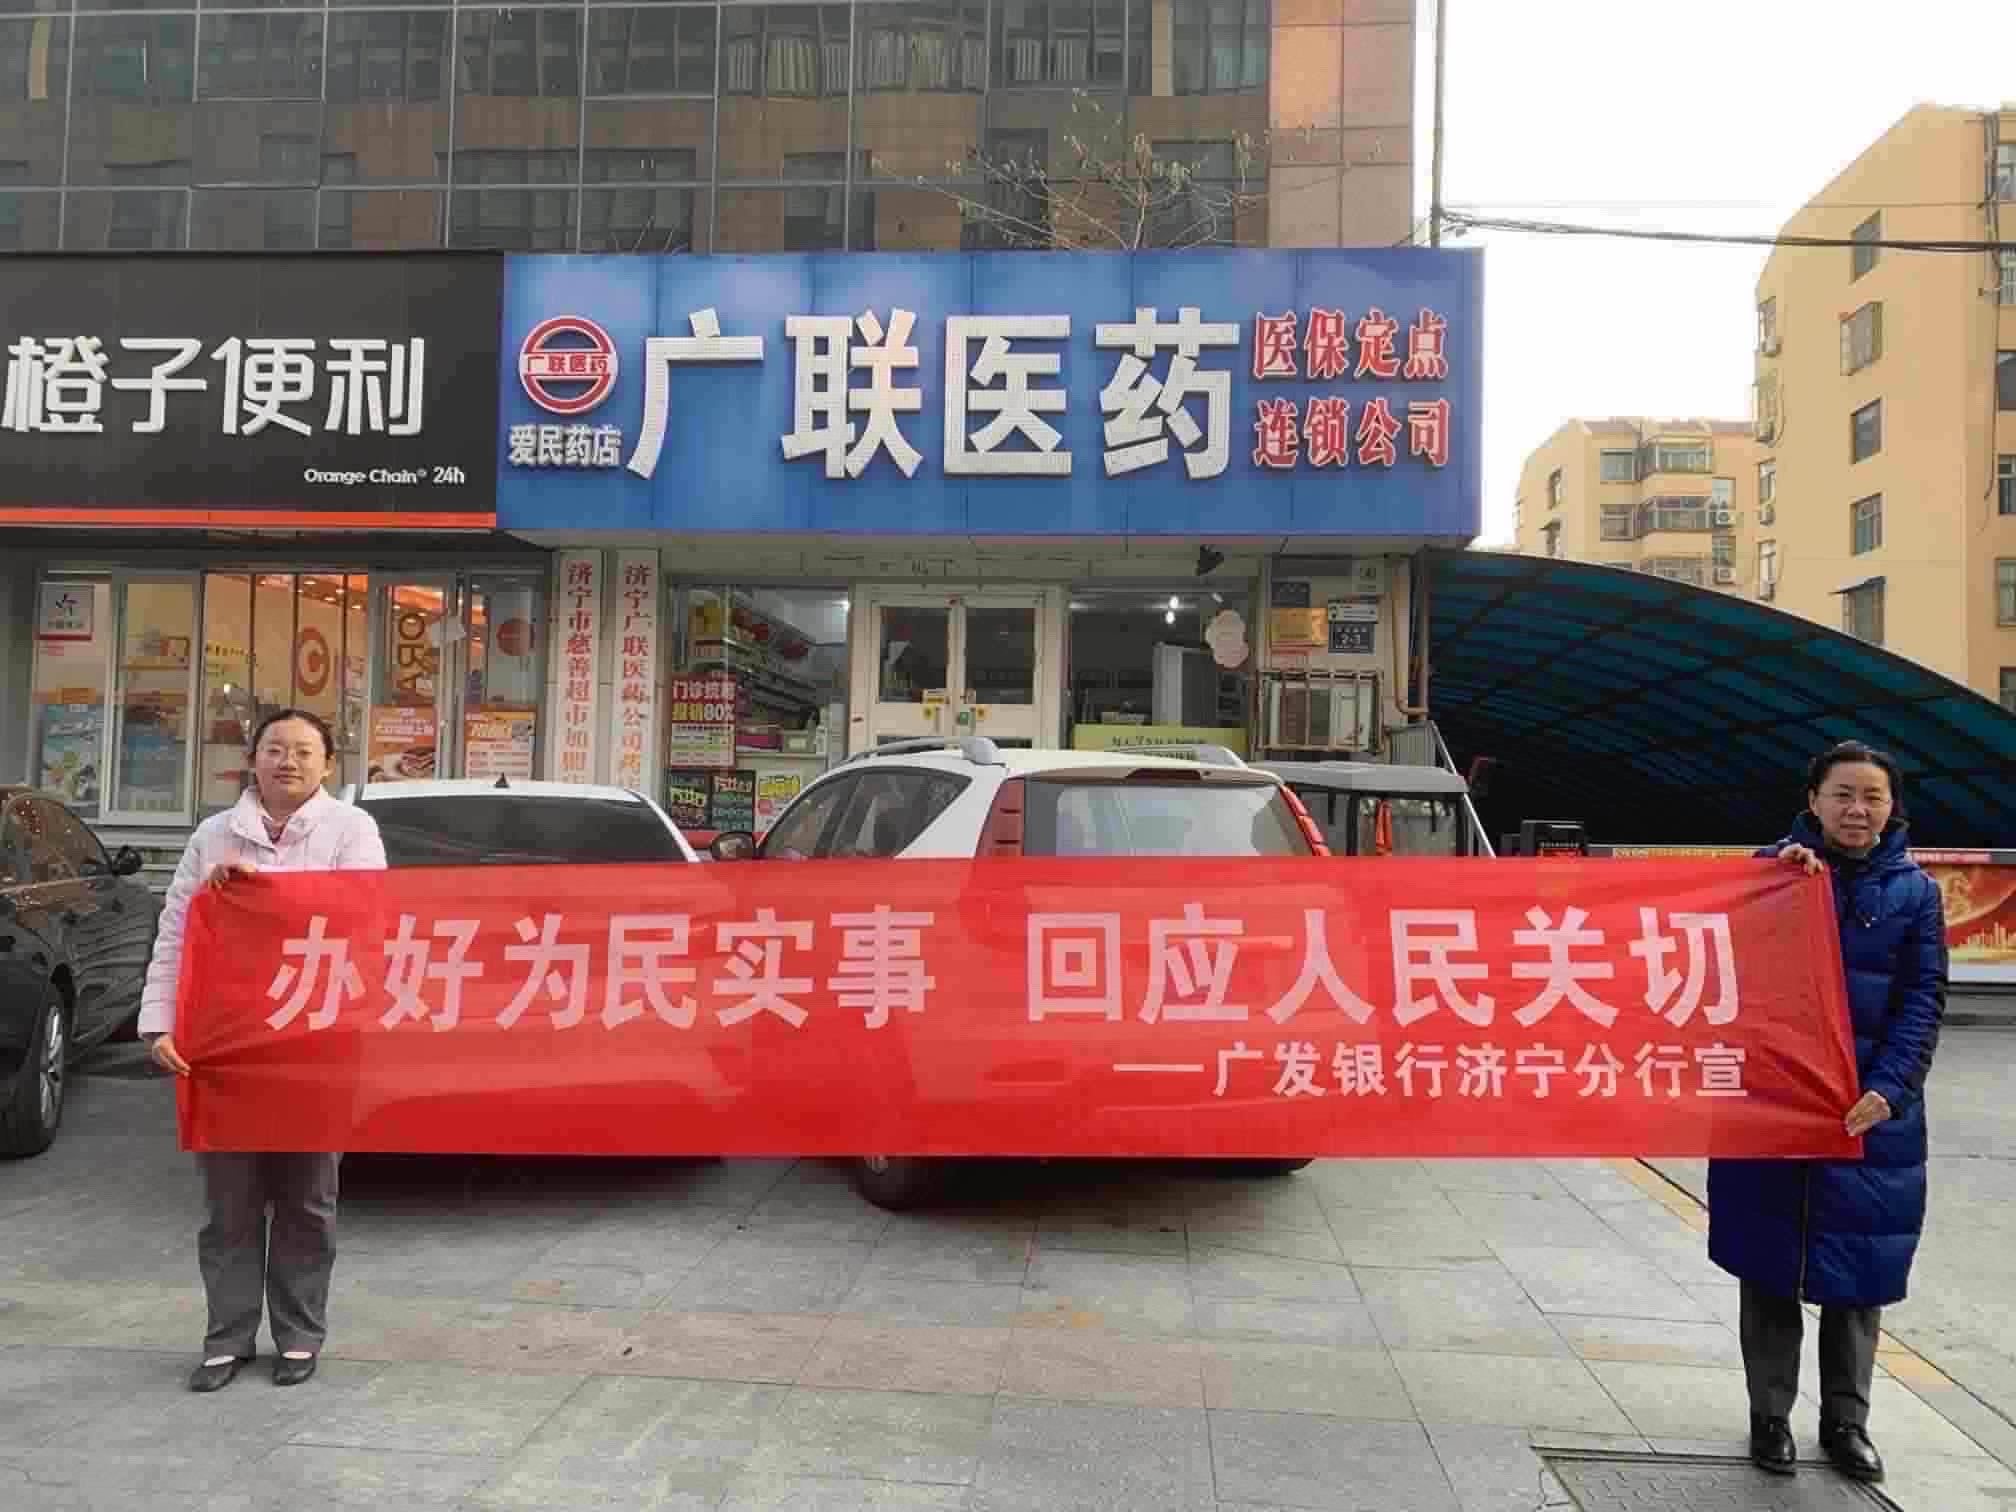 橙子便利
Orange Chain® 24h
广联医药
爱民药店
广联医药
医保定点
连锁公司
济宁市慈善超市加盟店
济宁广联医药公司药店
门诊统筹
报销80%
办好为民实事 回应人民关切
——广发银行济宁分行宣